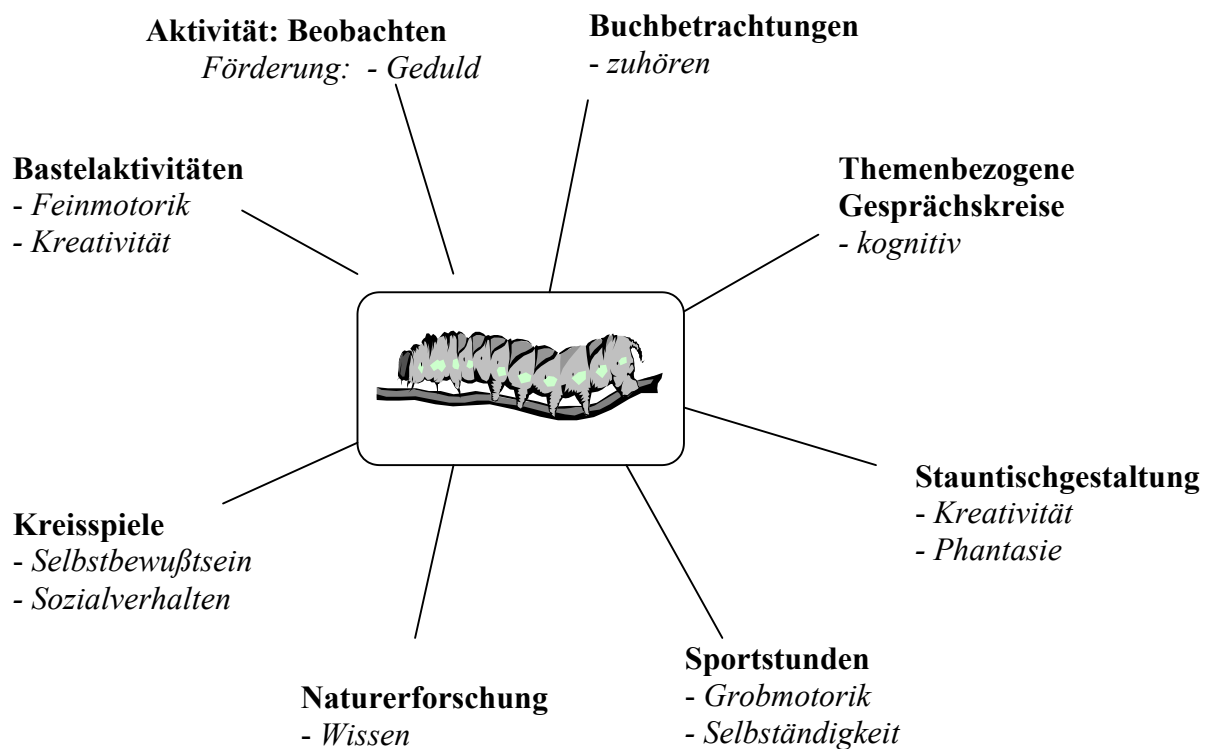 Aktivität: Beobachten
Förderung: - Geduld
Buchbetrachtungen
- zuhören
Bastelaktivitäten
- Feinmotorik
- Kreativität
Themenbezogene
Gesprächskreise
- kognitiv
Stauntischgestaltung
- Kreativität
- Phantasie
Kreisspiele
- Selbstbewußtsein
- Sozialverhalten
Naturerforschung
- Wissen
Sportstunden
- Grobmotorik
- Selbständigkeit